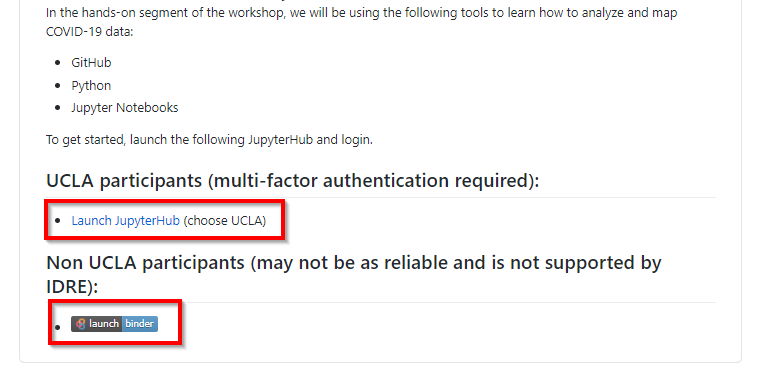 In the hands-on segment of the workshop, we will be using the following tools to learn how to analyze and map
COVID-19 data:
GitHub
Python
Jupyter Notebooks
To get started, launch the following JupyterHub and login.
UCLA participants (multi-factor authentication required):
Launch JupyterHub (choose UCLA)
Non UCLA participants (may not be as reliable and is not supported by
IDRE):
launch binder